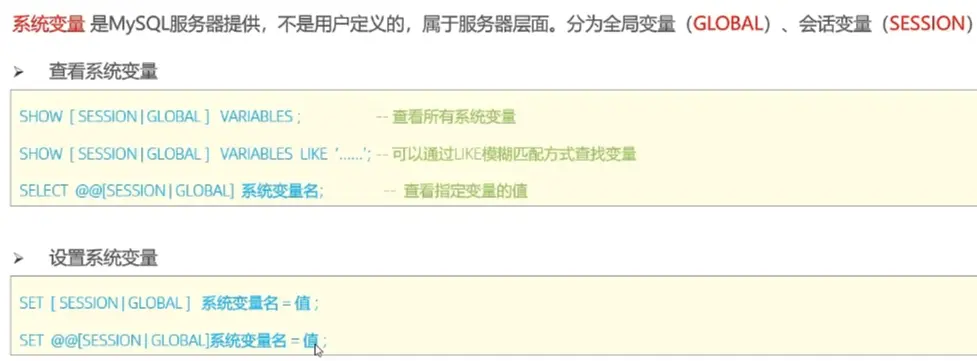 系统变量 是MySQL服务器提供，不是用户定义的，属于服务器层面。分为全局变量（GLOBAL）、会话变量（SESSION）
➢ 查看系统变量
SHOW [ SESSION | GLOBAL ] VARIABLES ; -- 查看所有系统变量
SHOW [ SESSION | GLOBAL ] VARIABLES LIKE '......'; -- 可以通过LIKE模糊匹配方式查找变量
SELECT @@[SESSION | GLOBAL] 系统变量名; -- 查看指定变量的值
➢ 设置系统变量
SET [ SESSION | GLOBAL ] 系统变量名 = 值 ;
SET @@[SESSION | GLOBAL]系统变量名 = 值 ;